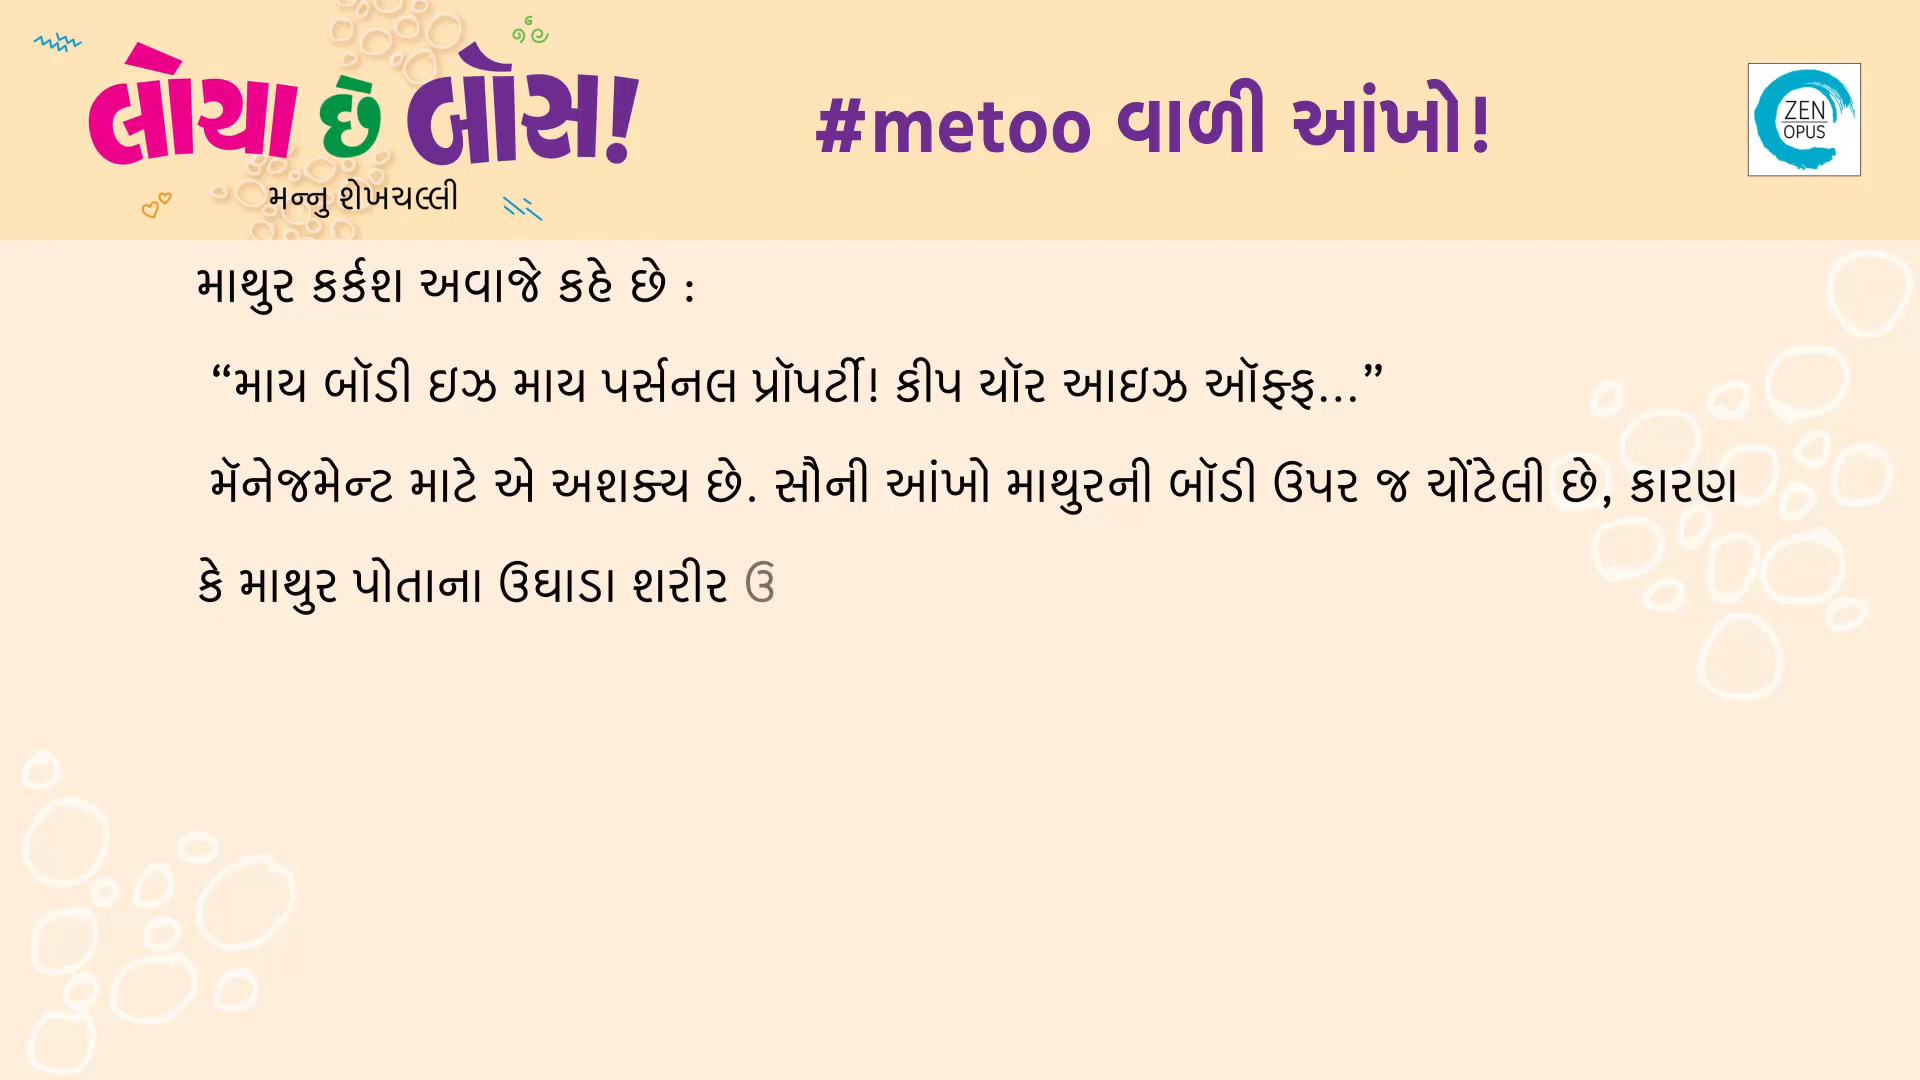 લોચા છે બૉસ!
મન્નુ શેખચલ્લી
#metoo વાળી આંખો!
ZEN
OPUS
માથુર કર્કશ અવાજે કહે છે :
“માય બૉડી ઇઝ માય પર્સનલ પ્રૉપર્ટી! કીપ યૉર આઇઝ ઑફ્ફ...”
મૅનેજમેન્ટ માટે એ અશક્ય છે. સૌની આંખો માથુરની બૉડી ઉપર જ ચોંટેલી છે, કારણ
કે માથુર પોતાના ઉઘાડા શરીર ઉ